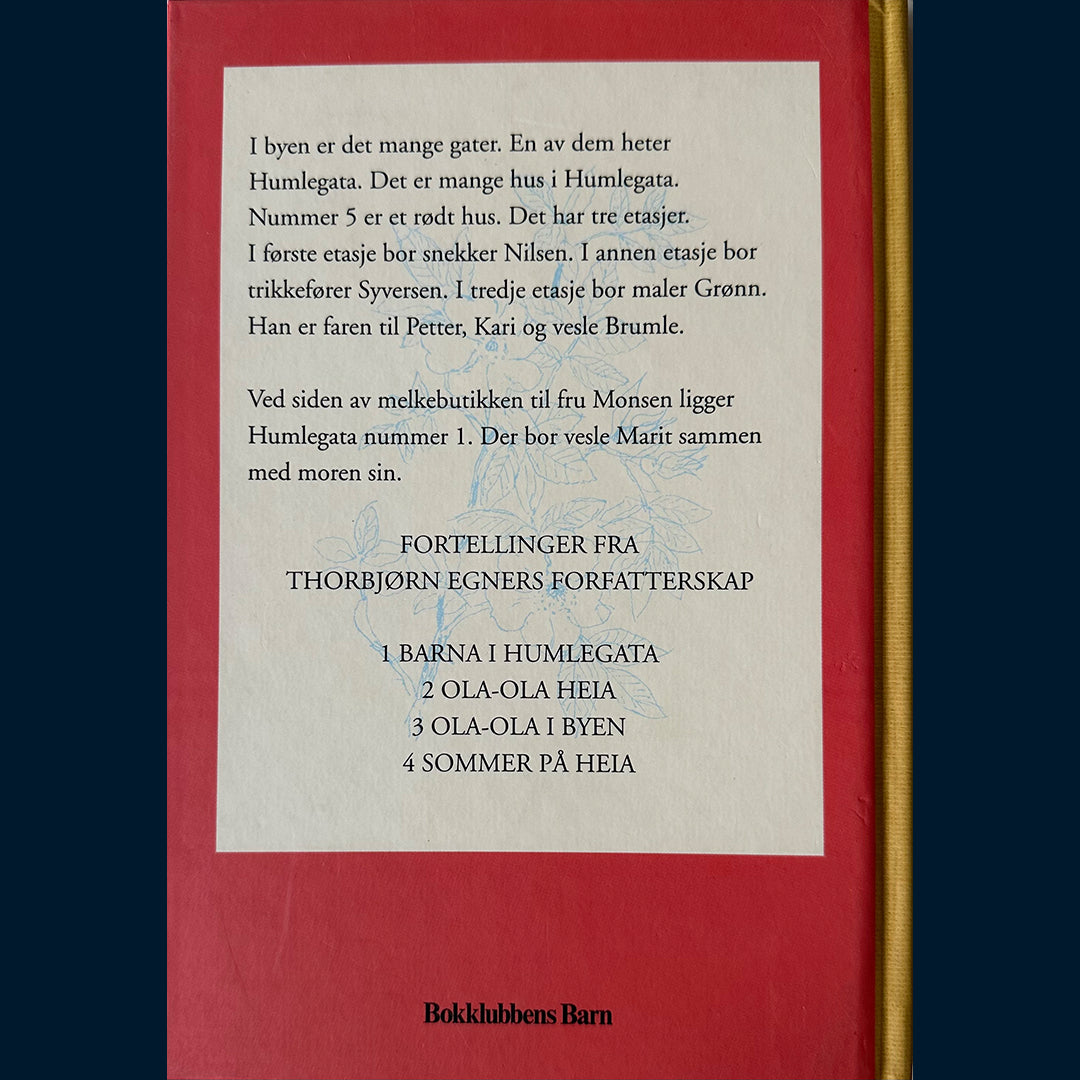 I byen er det mange gater. En av dem heter
Humlegata. Det er mange hus i Humlegata.
Nummer 5 er et rødt hus. Det har tre etasjer.
I første etasje bor snekker Nilsen. I annen etasje bor
trikkefører Syversen. I tredje etasje bor maler Grønn.
Han er faren til Petter, Kari og vesle Brumle.
Ved siden av melkebutikken til fru Monsen ligger
Humlegata nummer 1. Der bor vesle Marit sammen
med moren sin.
FORTELLINGER FRA
THORBJØRN EGNERS FORFATTERSKAP
1 BARNA I HUMLEGATA
2 OLA-OLA HEIA
3 OLA-OLA I BYEN
4 SOMMER PÅ HEIA
Bokklubbens Barn